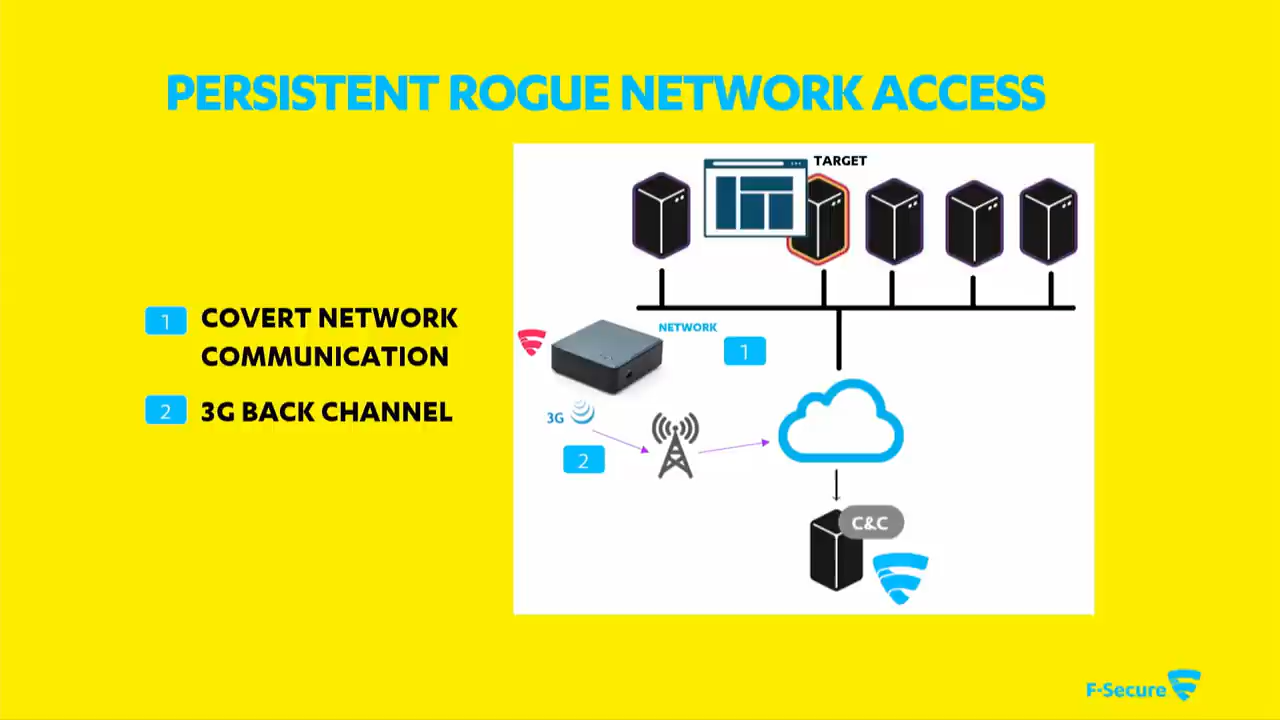 PERSISTENT ROGUE NETWORK ACCESS
1 COVERT NETWORK
COMMUNICATION
2 3G BACK CHANNEL
TARGET
NETWORK
1
3G
2
C&C
F-Secure